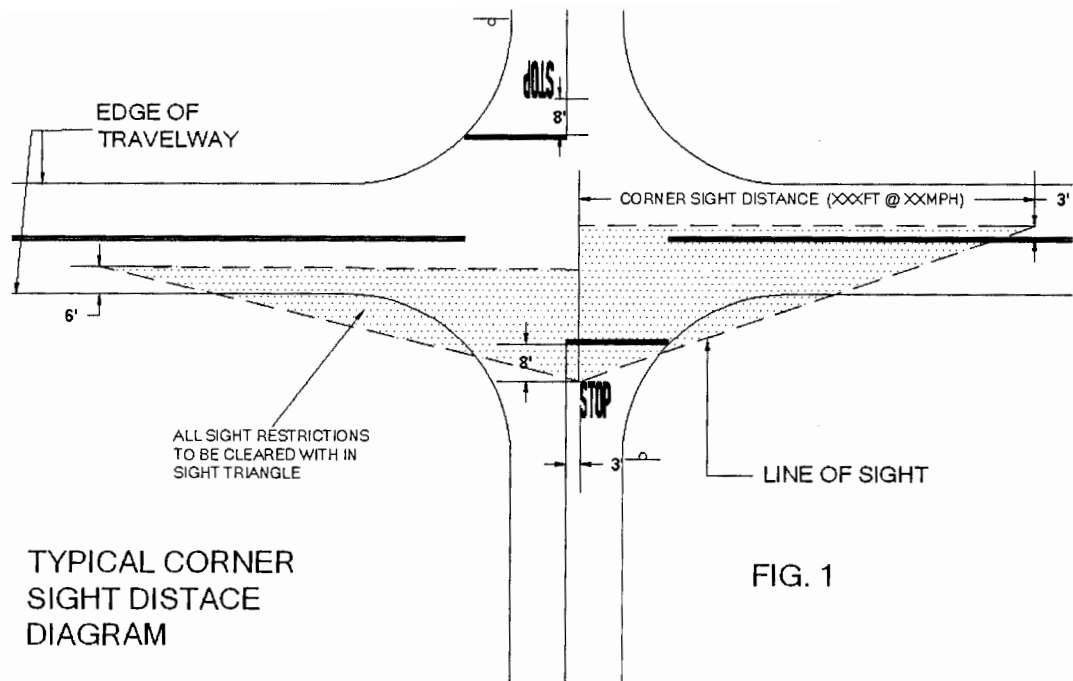 STOP
8'
EDGE OF
TRAVELWAY
CORNER SIGHT DISTANCE (XXXFT @ XXMPH)
3'
6'
8'
STOP
ALL SIGHT RESTRICTIONS
TO BE CLEARED WITH IN
SIGHT TRIANGLE
3'
LINE OF SIGHT
TYPICAL CORNER
SIGHT DISTACE
DIAGRAM
FIG. 1